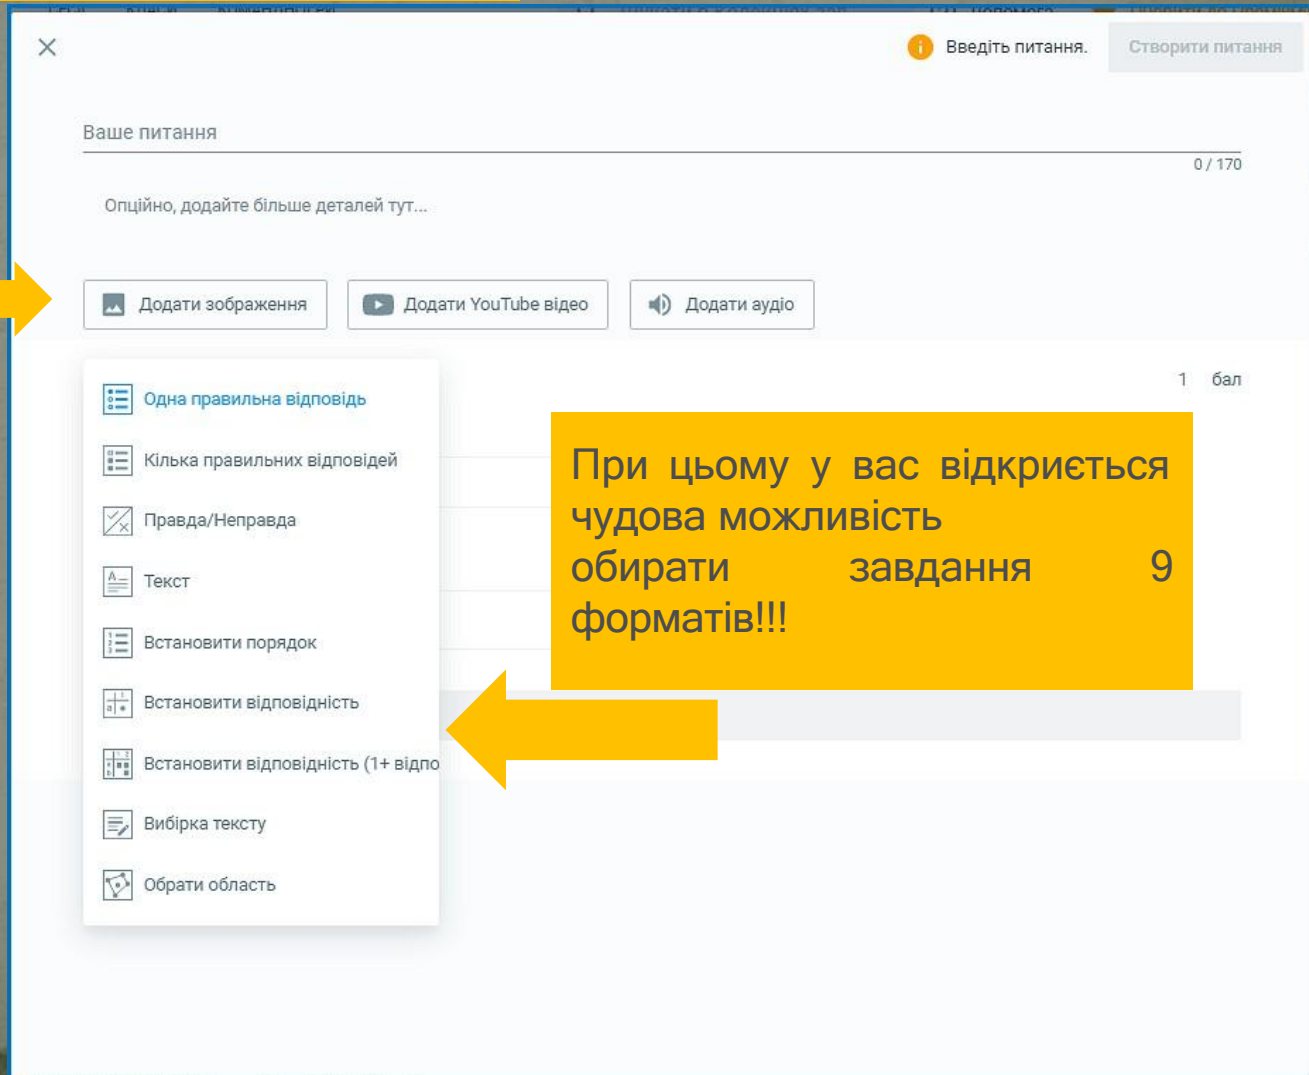 Введіть питання.
Створити питання
Ваше питання
0 / 170
Опційно, додайте більше деталей тут...
Додати зображення
Додати YouTube відео
Додати аудіо
1 бал
Одна правильна відповідь
Кілька правильних відповідей
Правда/Неправда
Текст
Встановити порядок
Встановити відповідність
Встановити відповідність (1+ відпо
Вибірка тексту
Обрати область
При цьому у вас відкриється
чудова можливість
обирати завдання 9
форматів!!!